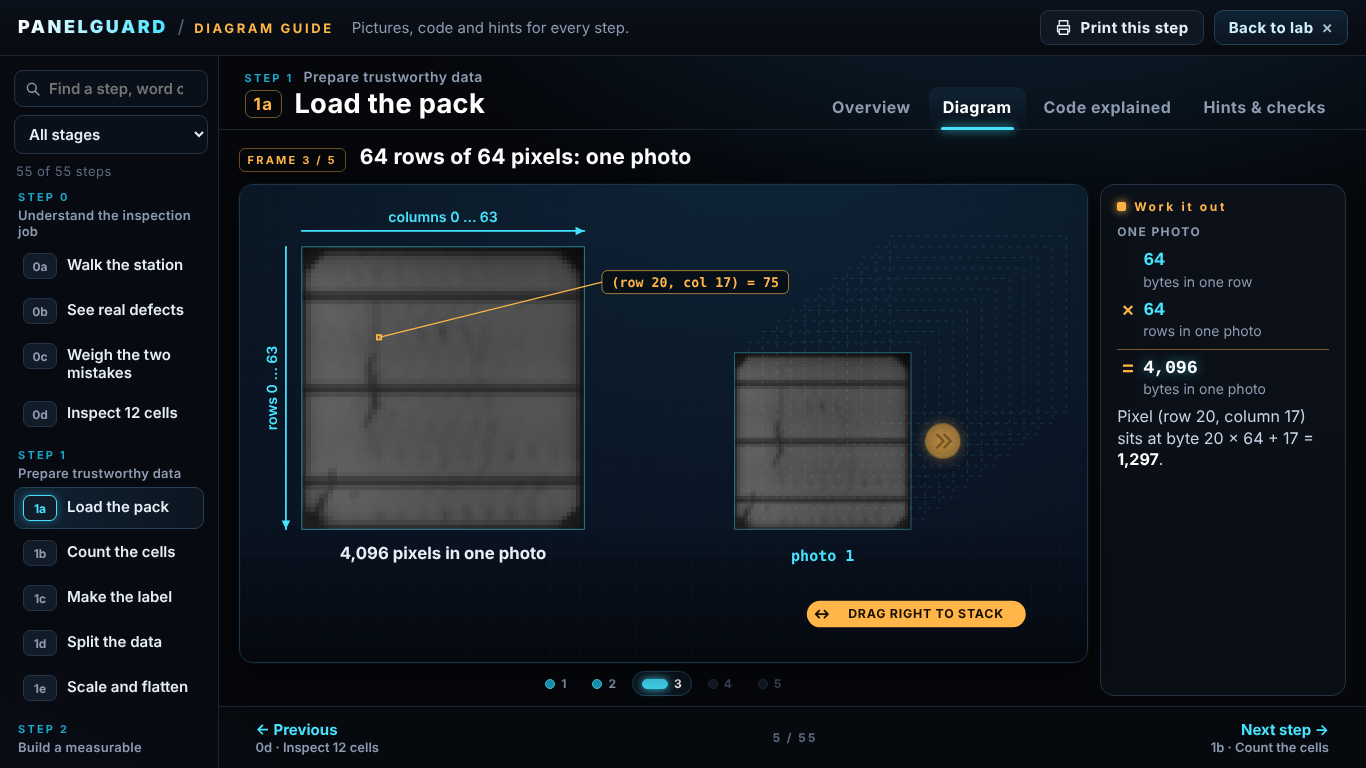 PANELGUARD / DIAGRAM GUIDE Pictures, code and hints for every step.
Print this step
Back to lab ×
Find a step, word c
All stages
55 of 55 steps
STEP 0
Understand the inspection
job
0a Walk the station
0b See real defects
0c Weigh the two
mistakes
0d Inspect 12 cells
STEP 1
Prepare trustworthy data
1a Load the pack
1b Count the cells
1c Make the label
1d Split the data
1e Scale and flatten
STEP 2
Build a measurable
STEP 1 Prepare trustworthy data
1a Load the pack
Overview
Diagram
Code explained
Hints & checks
FRAME 3 / 5 64 rows of 64 pixels: one photo
columns 0 ... 63
rows 0 ... 63
(row 20, col 17) = 75
4,096 pixels in one photo
photo 1
↔ DRAG RIGHT TO STACK
1
2
3
4
5
Work it out
ONE PHOTO
64
bytes in one row
× 64
rows in one photo
= 4,096
bytes in one photo
Pixel (row 20, column 17)
sits at byte 20 × 64 + 17 =
1,297.
← Previous
0d · Inspect 12 cells
5 / 55
Next step →
1b · Count the cells